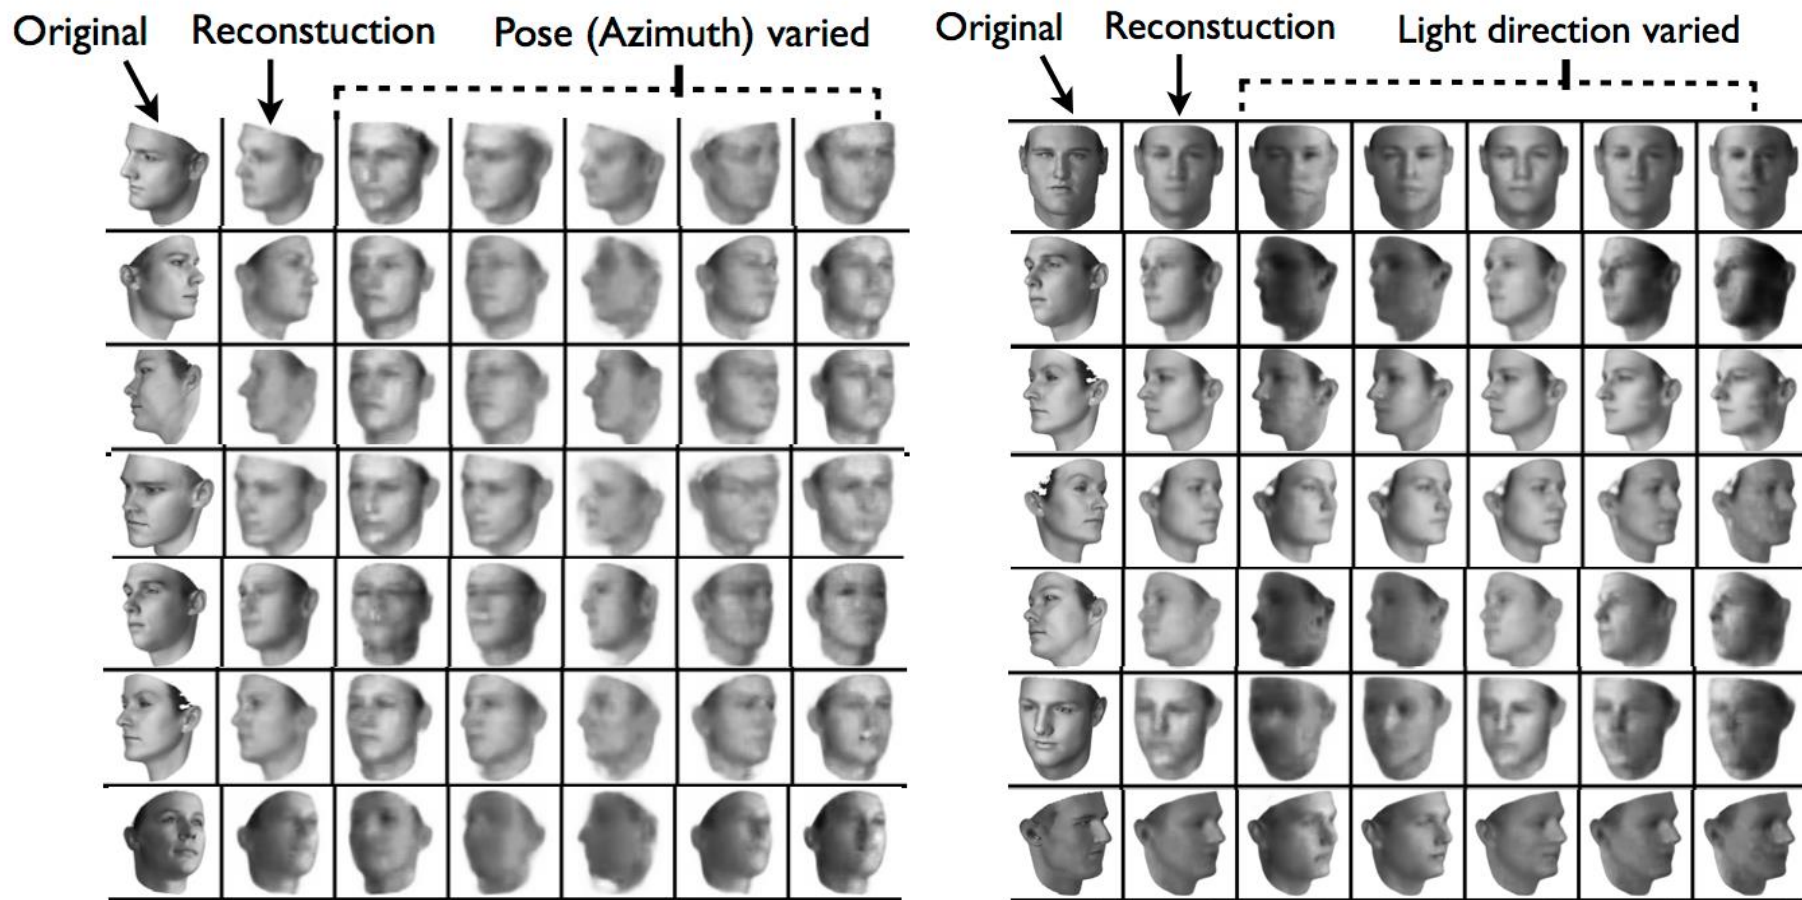 Original Reconstuction Pose (Azimuth) varied
Original Reconstuction Light direction varied